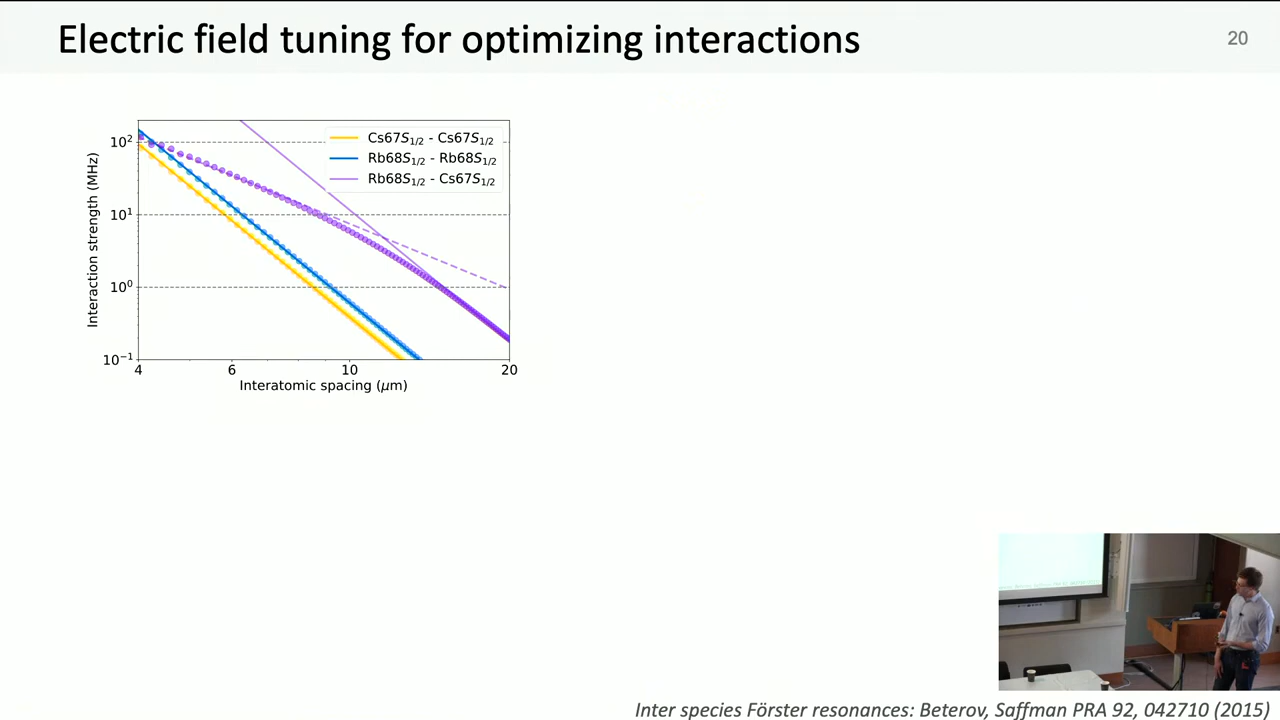 Electric field tuning for optimizing interactions
20
Cs67S1/2 - Cs67S1/2
Rb68S1/2 - Rb68S1/2
Rb68S1/2 - Cs67S1/2
Interaction strength (MHz)
10²
10¹
10⁰
10⁻¹
4 6 10 20
Interatomic spacing (μm)
Inter species Förster resonances: Beterov, Saffman PRA 92, 042710 (2015)